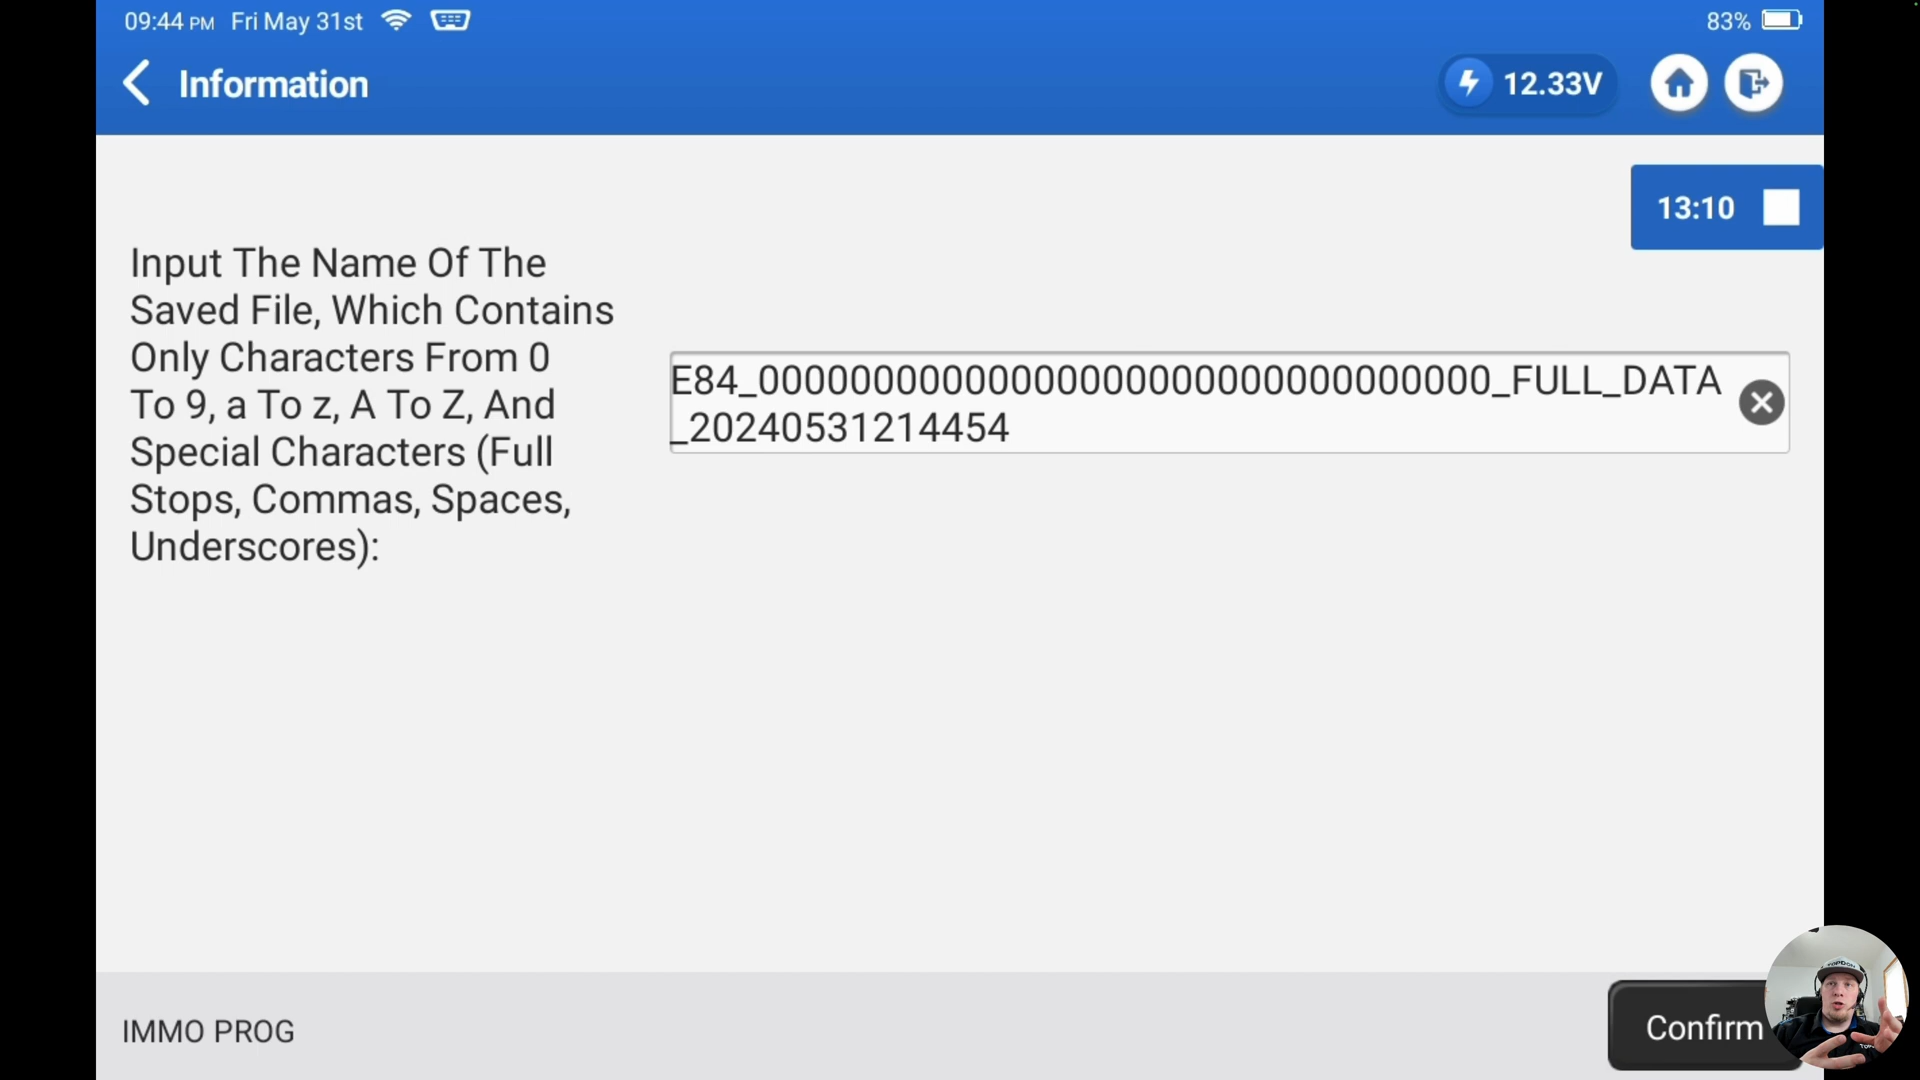 09:44 PM Fri May 31st
83%
Information
12.33V
13:10
Input The Name Of The
Saved File, Which Contains
Only Characters From 0
To 9, a To z, A To Z, And
Special Characters (Full
Stops, Commas, Spaces,
Underscores):
E84_00000000000000000000000000000000_FULL_DATA
_20240531214454
IMMO PROG
Confirm
TOPDON